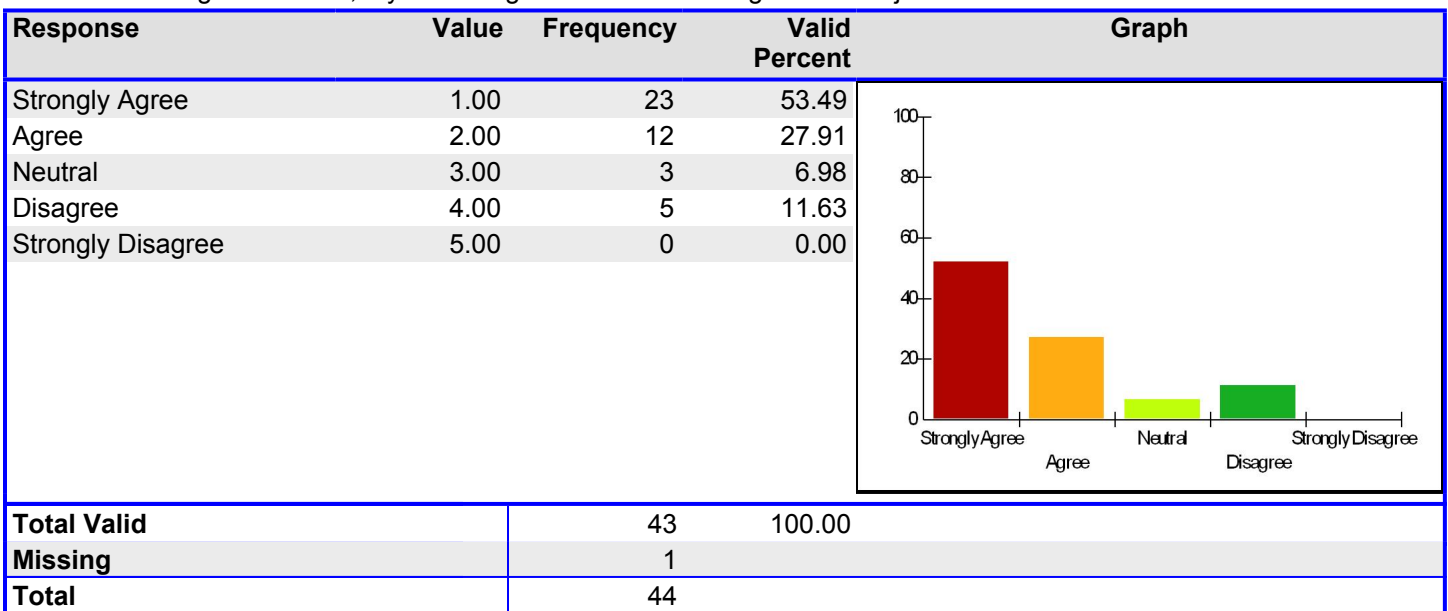 Response Value Frequency Valid Percent Graph
Strongly Agree 1.00 23 53.49
Agree 2.00 12 27.91
Neutral 3.00 3 6.98
Disagree 4.00 5 11.63
Strongly Disagree 5.00 0 0.00
100
80
60
40
20
0
Strongly Agree Neutral Strongly Disagree
Agree Disagree
Total Valid 43 100.00
Missing 1
Total 44